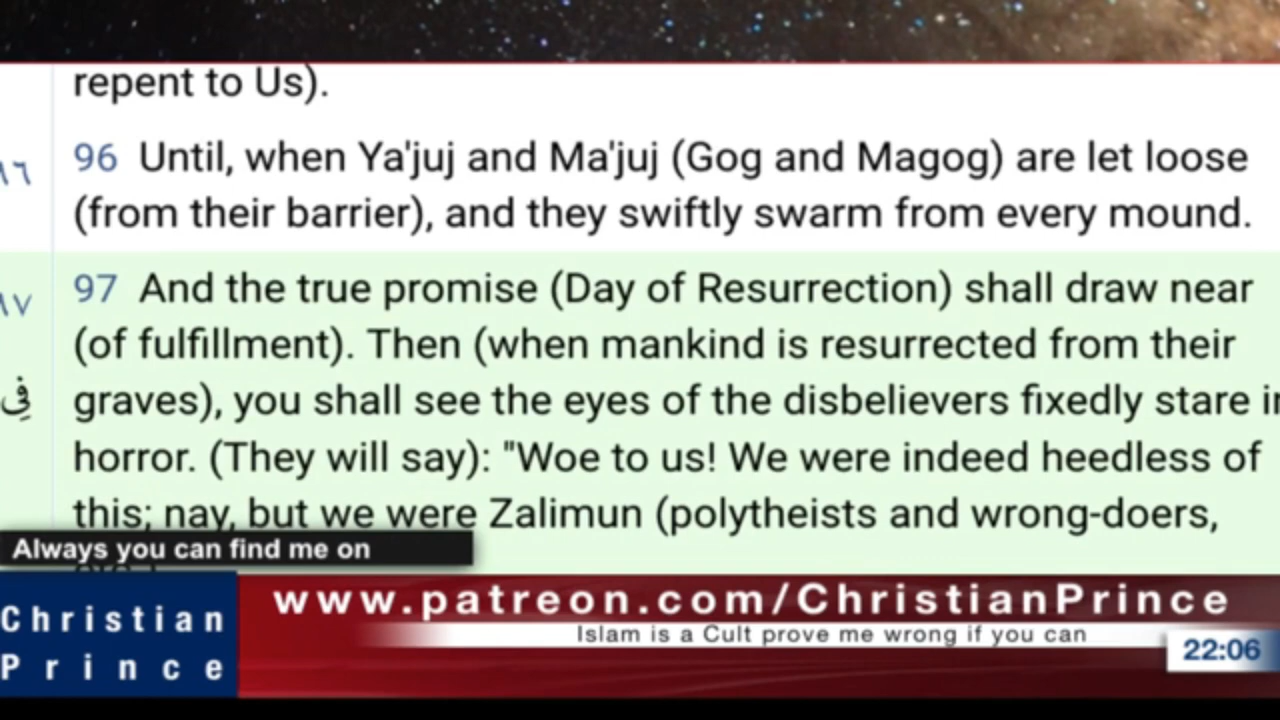 repent to Us).
٩٦
96 Until, when Ya'juj and Ma'juj (Gog and Magog) are let loose
(from their barrier), and they swiftly swarm from every mound.
٩٧
97 And the true promise (Day of Resurrection) shall draw near
(of fulfillment). Then (when mankind is resurrected from their
فِي
graves), you shall see the eyes of the disbelievers fixedly stare
horror. (They will say): "Woe to us! We were indeed heedless of
this; nay, but we were Zalimun (polytheists and wrong-doers,
Always you can find me on
Christian
Prince
www.patreon.com/ChristianPrince
Islam is a Cult prove me wrong if you can
22:06